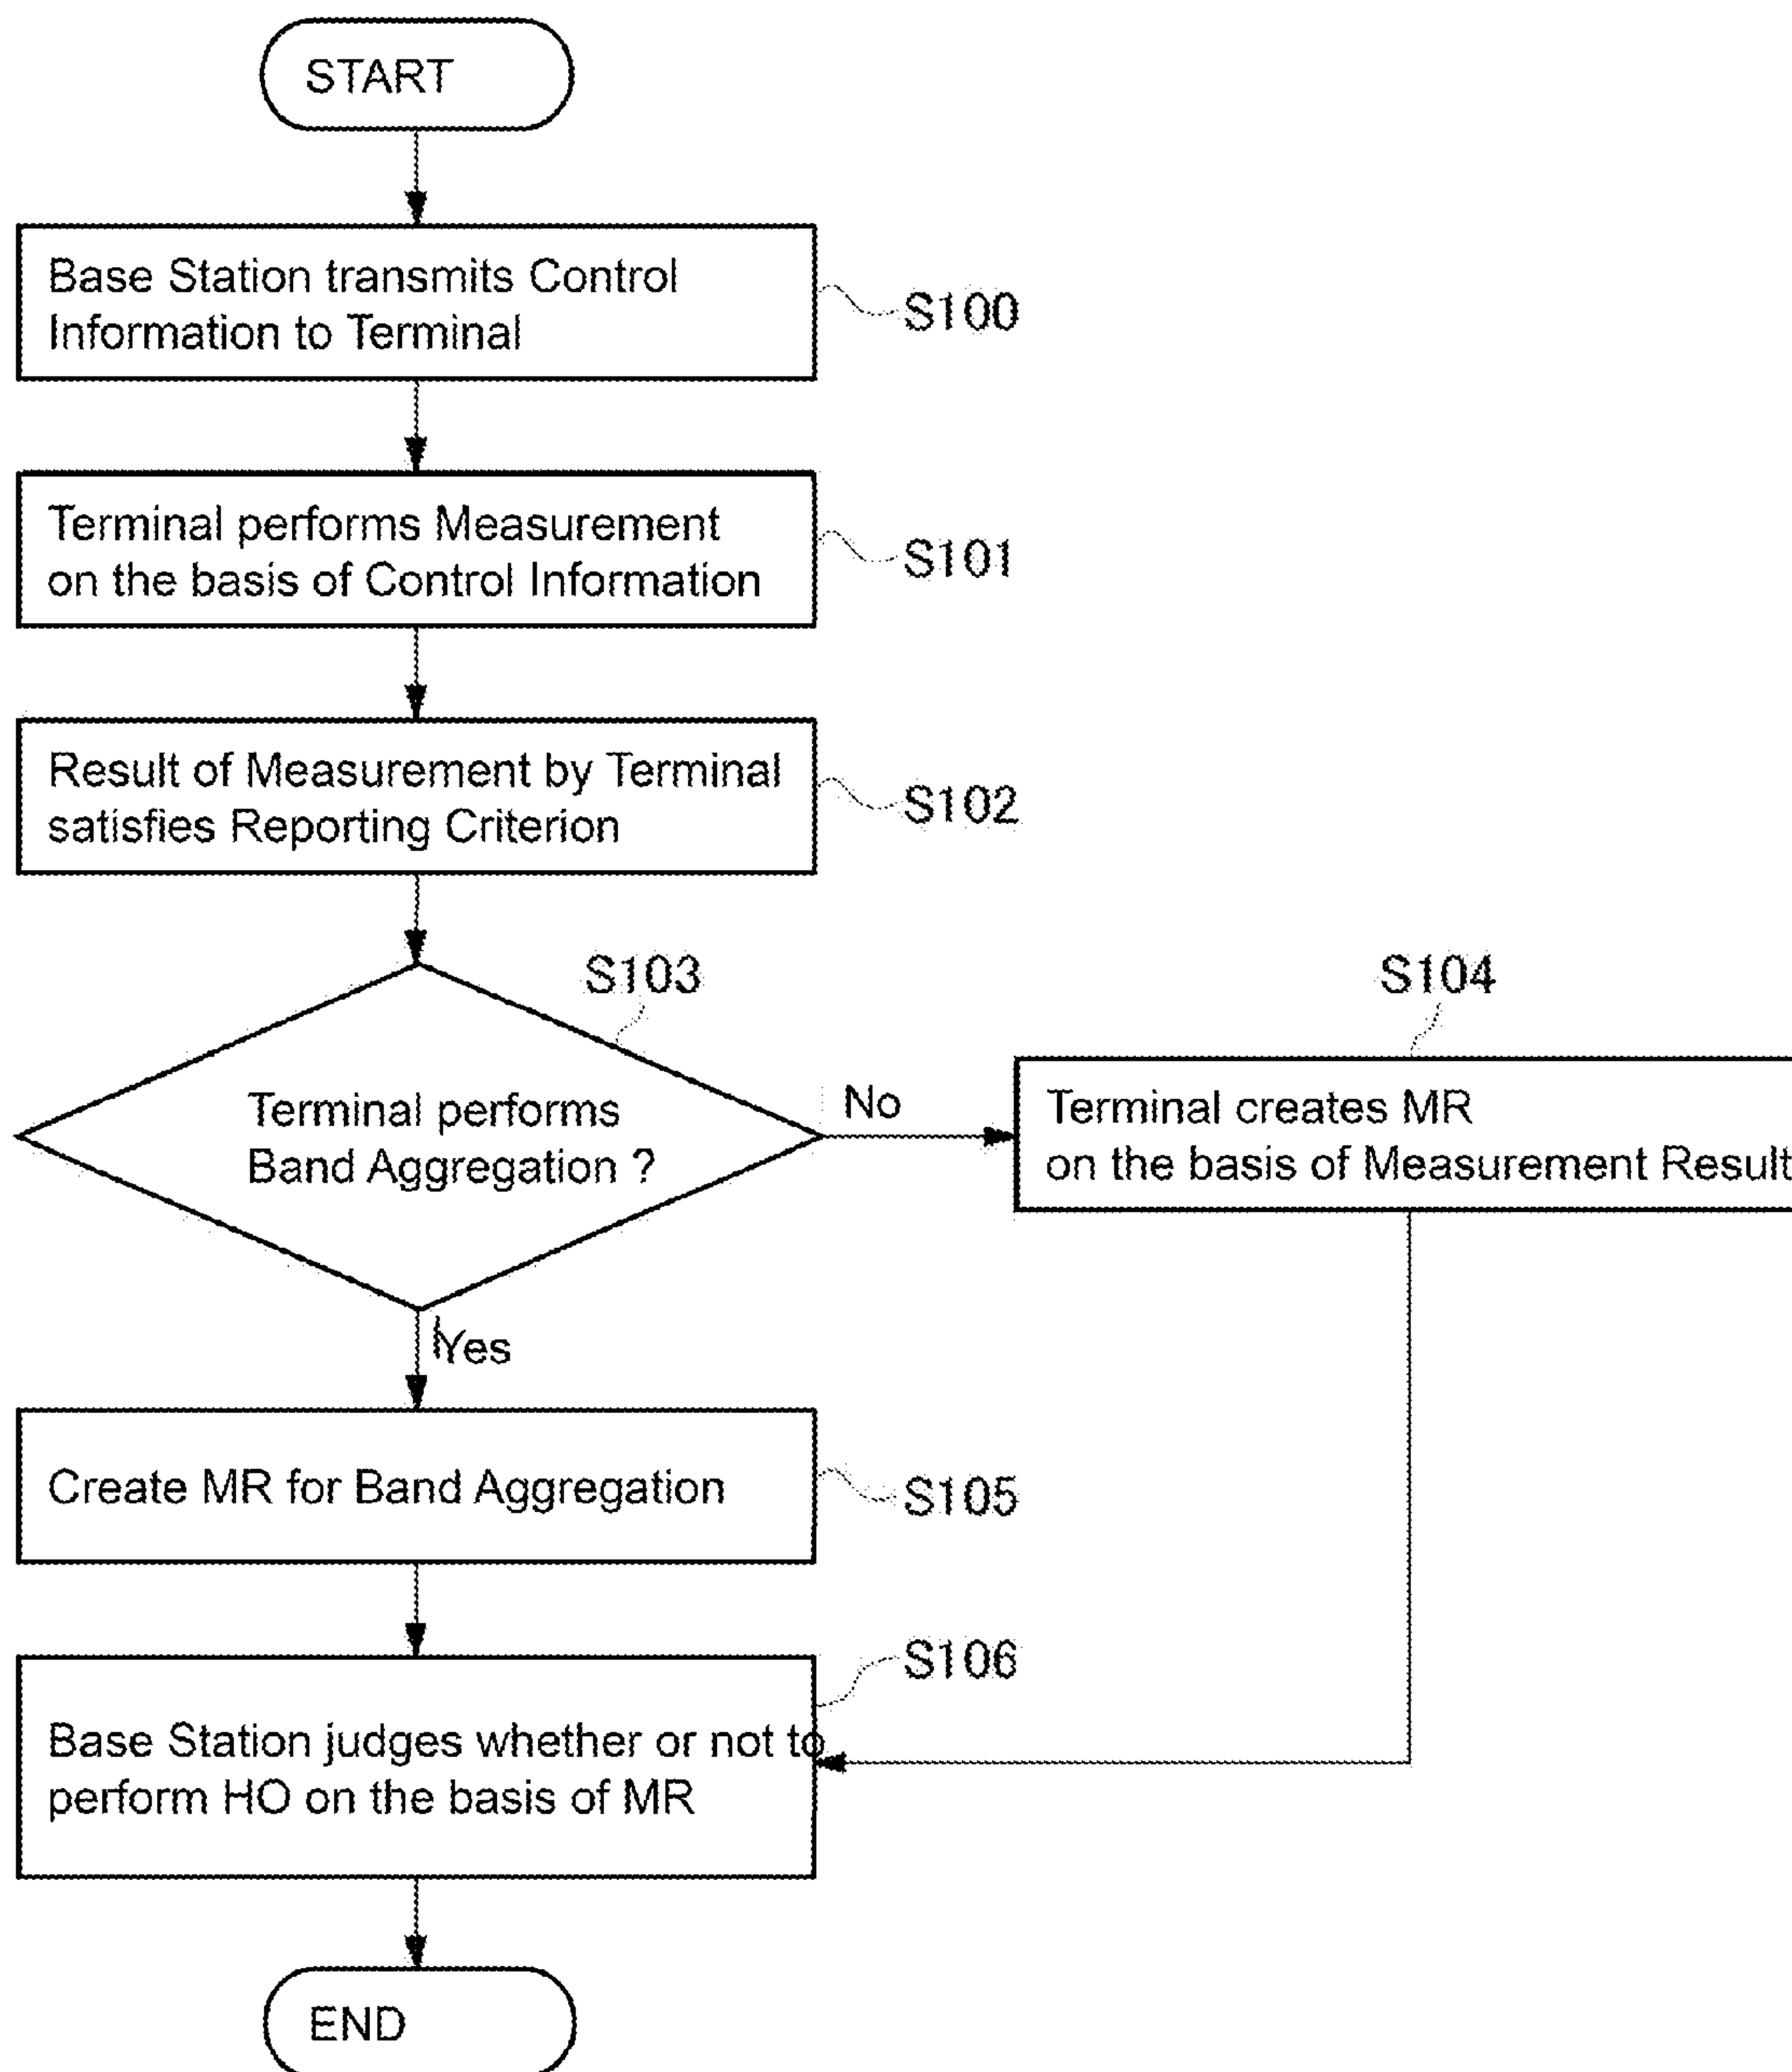 START
Base Station transmits Control
Information to Terminal
S100
Terminal performs Measurement
on the basis of Control Information
S101
Result of Measurement by Terminal
satisfies Reporting Criterion
S102
S103
S104
Terminal performs
Band Aggregation ?
No
Terminal creates MR
on the basis of Measurement Result
Yes
Create MR for Band Aggregation
S105
S106
Base Station judges whether or not to
perform HO on the basis of MR
END